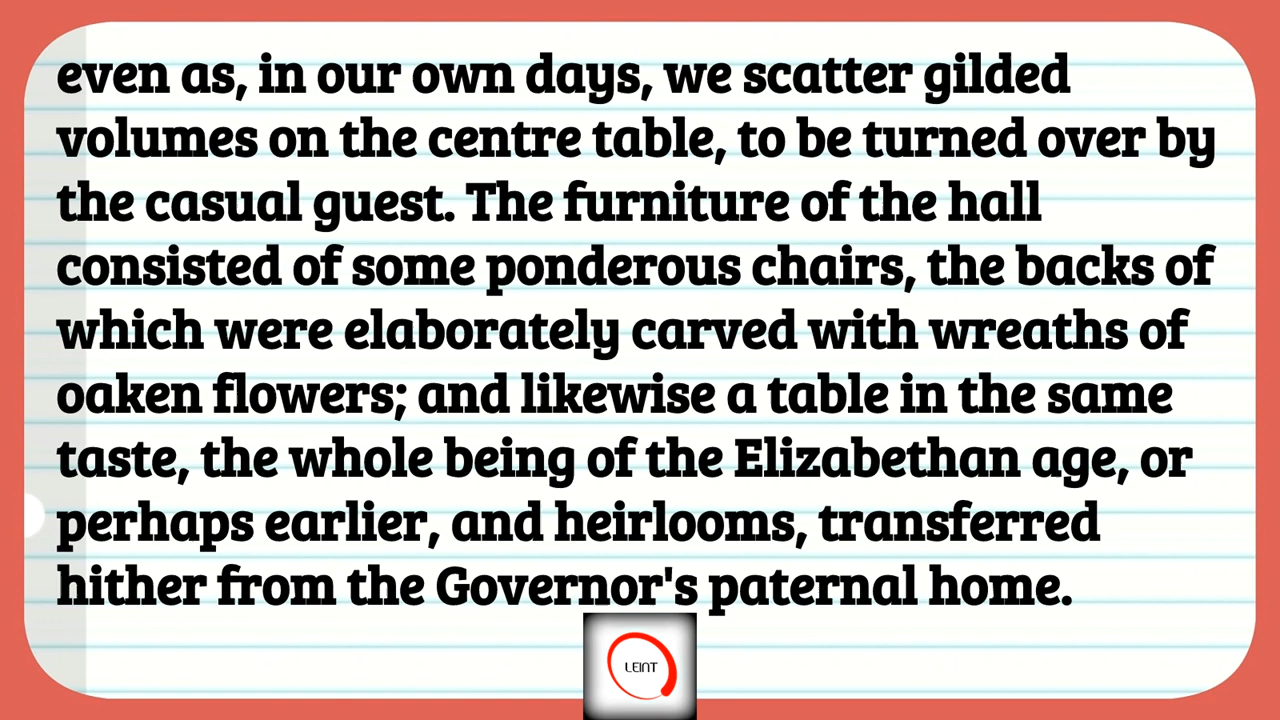 even as, in our own days, we scatter gilded
volumes on the centre table, to be turned over by
the casual guest. The furniture of the hall
consisted of some ponderous chairs, the backs of
which were elaborately carved with wreaths of
oaken flowers; and likewise a table in the same
taste, the whole being of the Elizabethan age, or
perhaps earlier, and heirlooms, transferred
hither from the Governor's paternal home.
LEINT